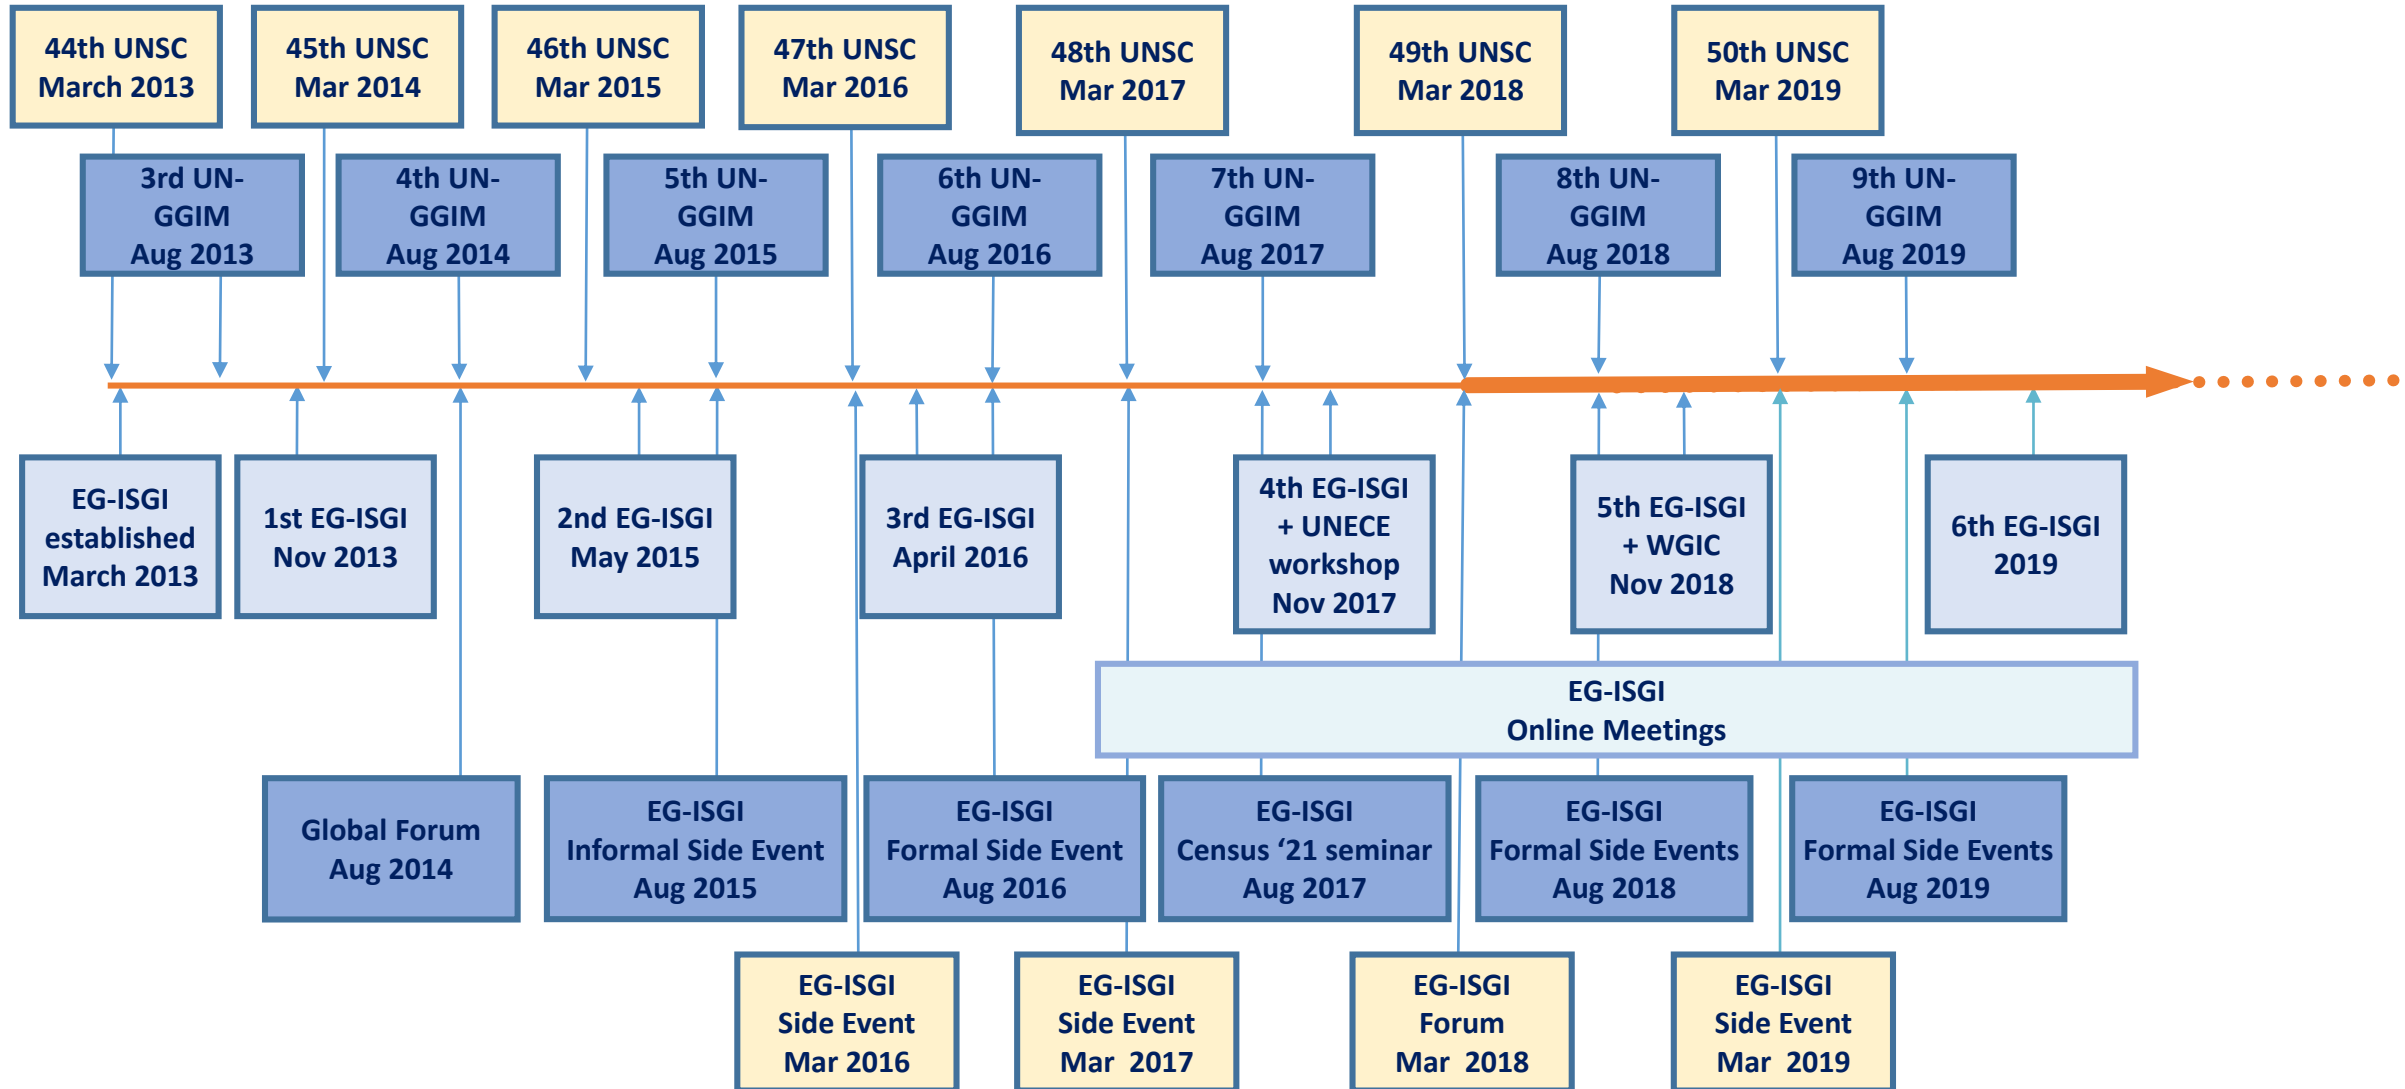 44th UNSC
March 2013
45th UNSC
Mar 2014
46th UNSC
Mar 2015
47th UNSC
Mar 2016
48th UNSC
Mar 2017
49th UNSC
Mar 2018
50th UNSC
Mar 2019
3rd UN-
GGIM
Aug 2013
4th UN-
GGIM
Aug 2014
5th UN-
GGIM
Aug 2015
6th UN-
GGIM
Aug 2016
7th UN-
GGIM
Aug 2017
8th UN-
GGIM
Aug 2018
9th UN-
GGIM
Aug 2019
EG-ISGI
established
March 2013
1st EG-ISGI
Nov 2013
2nd EG-ISGI
May 2015
3rd EG-ISGI
April 2016
4th EG-ISGI
+ UNECE
workshop
Nov 2017
5th EG-ISGI
+ WGIC
Nov 2018
6th EG-ISGI
2019
EG-ISGI
Online Meetings
Global Forum
Aug 2014
EG-ISGI
Informal Side Event
Aug 2015
EG-ISGI
Formal Side Event
Aug 2016
EG-ISGI
Census ‘21 seminar
Aug 2017
EG-ISGI
Formal Side Events
Aug 2018
EG-ISGI
Formal Side Events
Aug 2019
EG-ISGI
Side Event
Mar 2016
EG-ISGI
Side Event
Mar  2017
EG-ISGI
Forum
Mar  2018
EG-ISGI
Side Event
Mar  2019